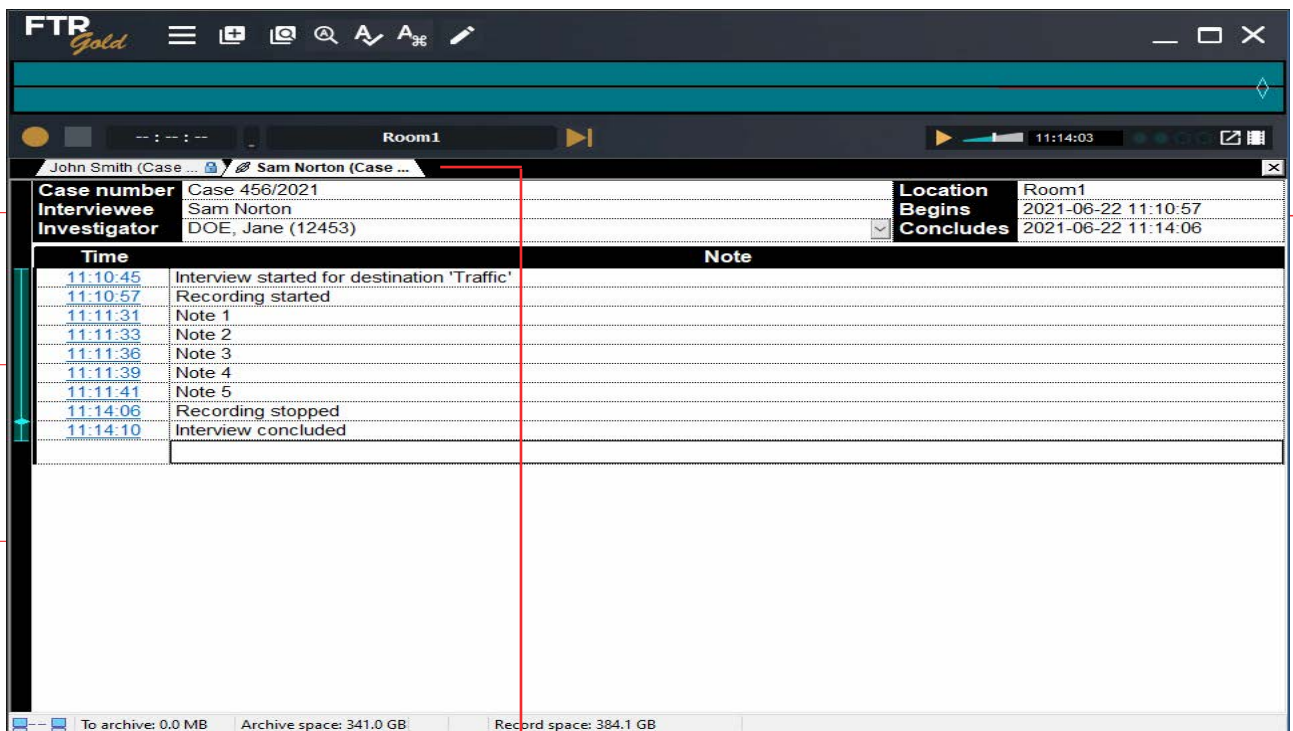 FTR Gold
--:--:-- Room1 11:14:03
John Smith (Case ... Sam Norton (Case ...
Case number Case 456/2021 Location Room1
Interviewee Sam Norton Begins 2021-06-22 11:10:57
Investigator DOE, Jane (12453) Concludes 2021-06-22 11:14:06
Time Note
11:10:45 Interview started for destination 'Traffic'
11:10:57 Recording started
11:11:31 Note 1
11:11:33 Note 2
11:11:36 Note 3
11:11:39 Note 4
11:11:41 Note 5
11:14:06 Recording stopped
11:14:10 Interview concluded
To archive: 0.0 MB Archive space: 341.0 GB Record space: 384.1 GB